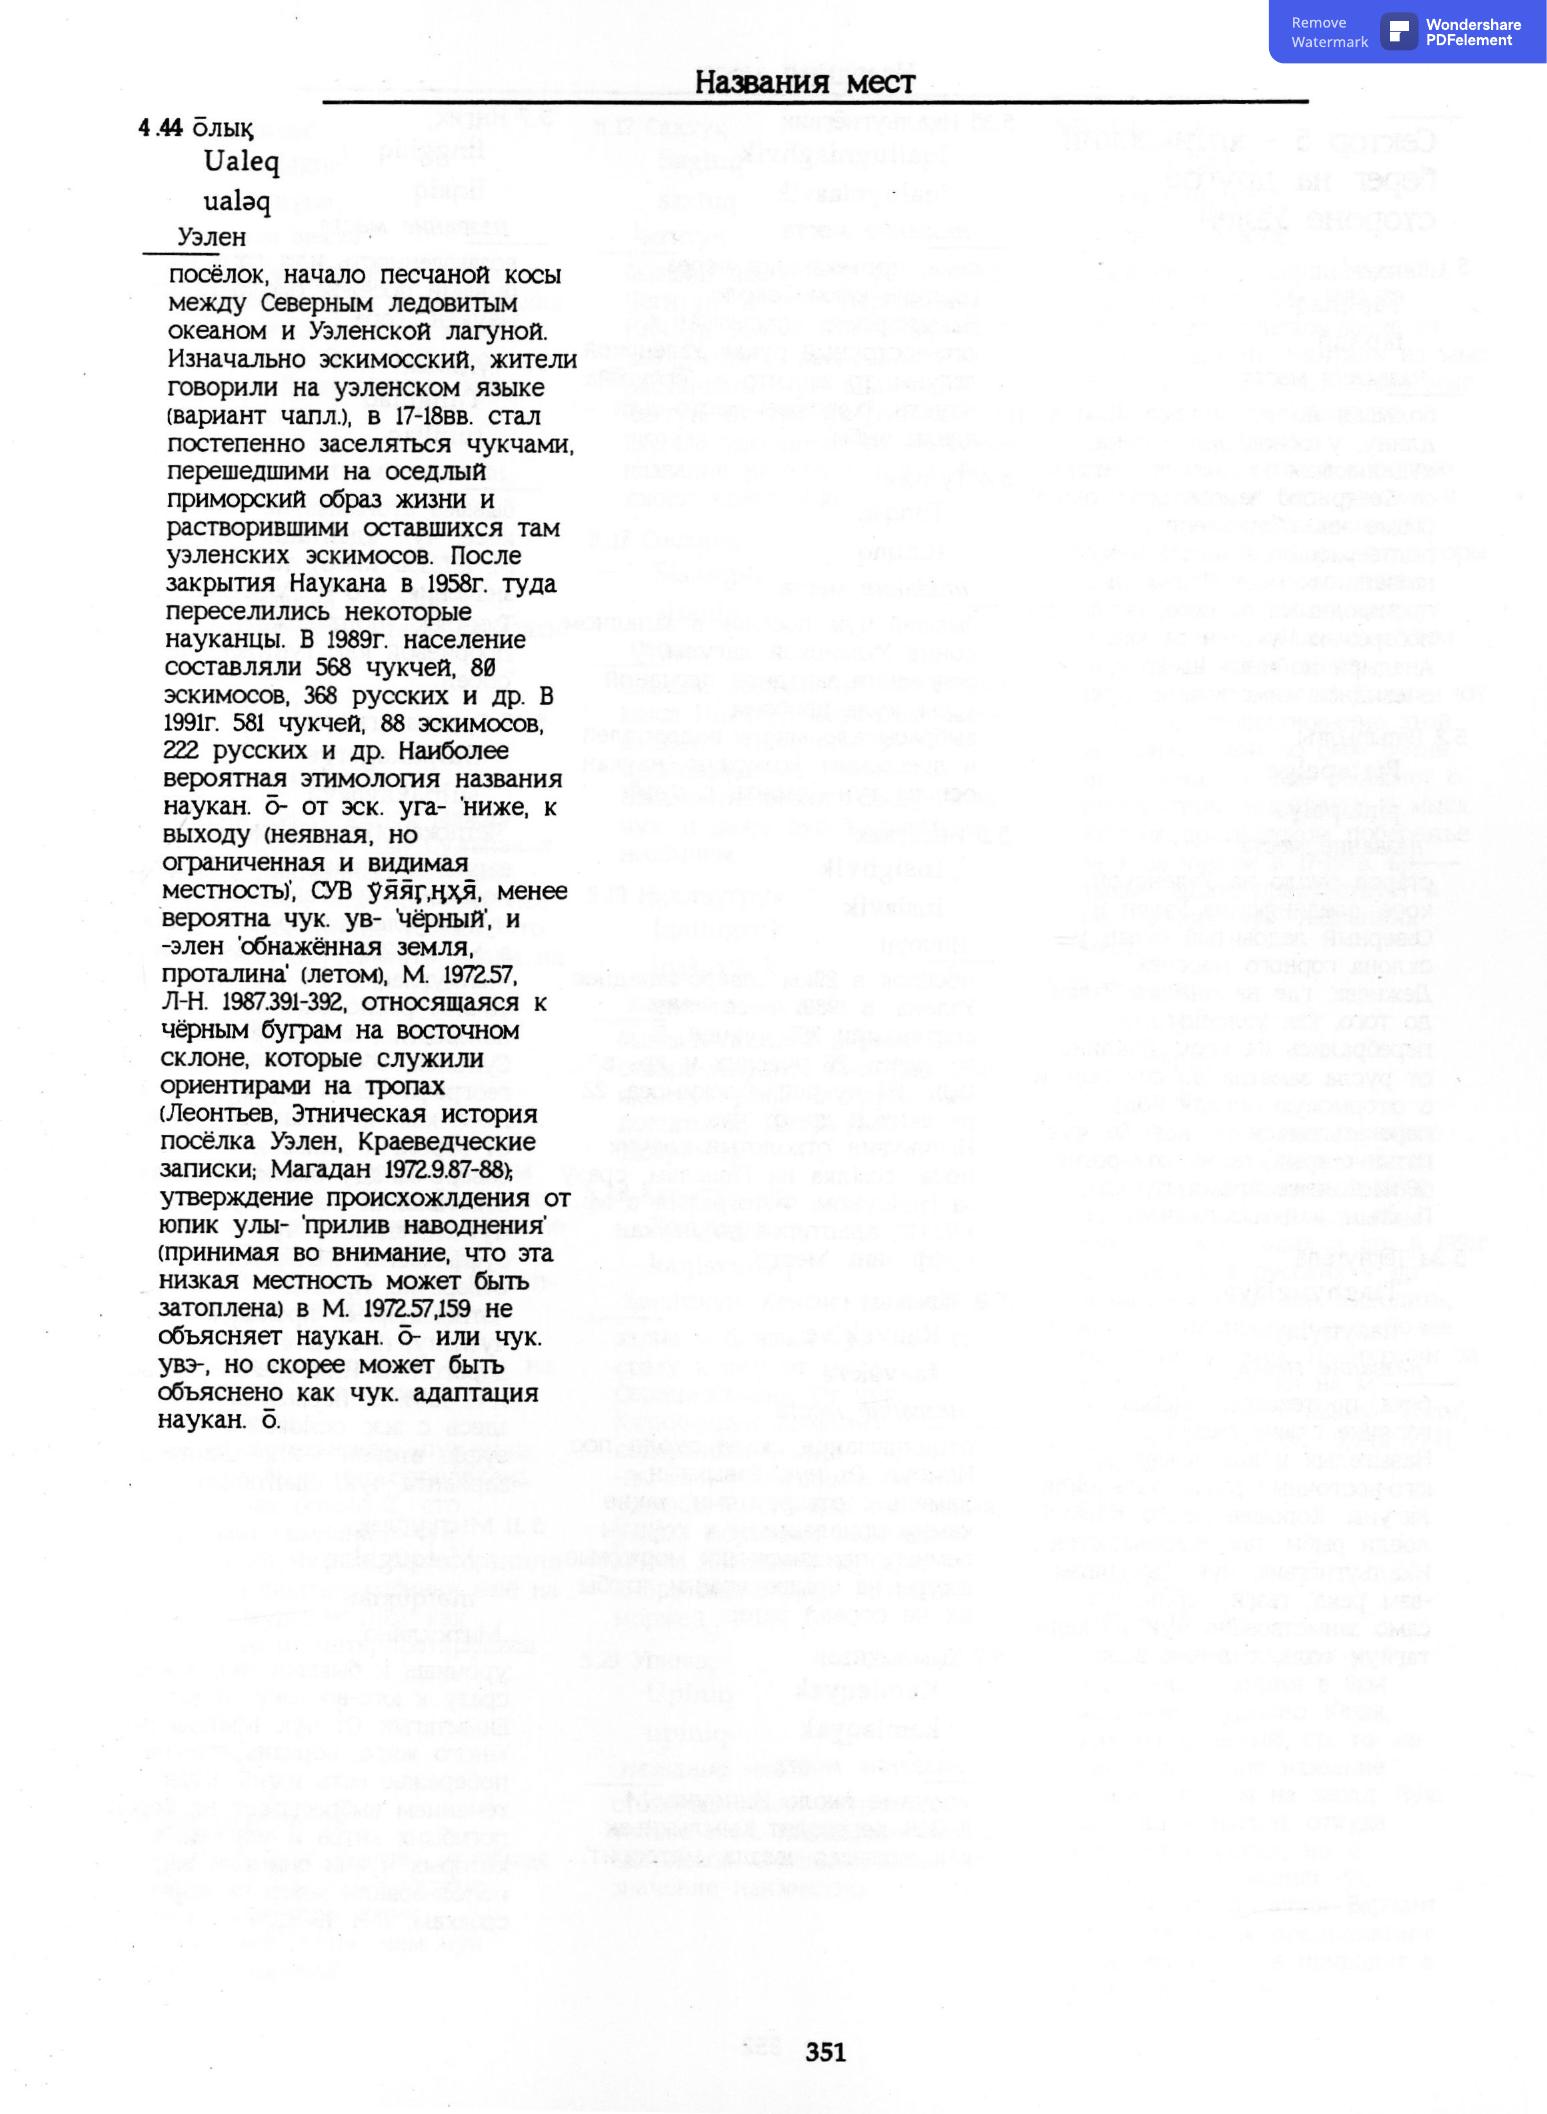 Remove
Watermark
Wondershare
PDFelement
Названия мест
4.44 о̄лық
Ualeq
ualəq
Уэлен
посёлок, начало песчаной косы
между Северным ледовитым
океаном и Уэленской лагуной.
Изначально эскимосский, жители
говорили на уэленском языке
(вариант чапл.), в 17-18вв. стал
постепенно заселяться чукчами,
перешедшими на оседлый
приморский образ жизни и
растворившими оставшихся там
уэленских эскимосов. После
закрытия Наукана в 1958г. туда
переселились некоторые
науканцы. В 1989г. население
составляли 568 чукчей, 80
эскимосов, 368 русских и др. В
1991г. 581 чукчей, 88 эскимосов,
222 русских и др. Наиболее
вероятная этимология названия
наукан. о̄- от эск. уга- 'ниже, к
выходу (неявная, но
ограниченная и видимая
местность)', СУВ менее
вероятна чук. ув- 'чёрный', и
-элен 'обнажённая земля,
проталина' (летом), М. 1972.57,
Л-Н. 1987.391-392, относящаяся к
чёрным буграм на восточном
склоне, которые служили
ориентирами на тропах
(Леонтьев, Этническая история
посёлка Уэлен, Краеведческие
записки; Магадан 1972.9.87-88);
утверждение происхожлдения от
юпик улы- 'прилив наводнения'
(принимая во внимание, что эта
низкая местность может быть
затоплена) в М. 1972.57,159 не
объясняет наукан. о̄- или чук.
увэ-, но скорее может быть
объяснено как чук. адаптация
наукан. о̄.
351